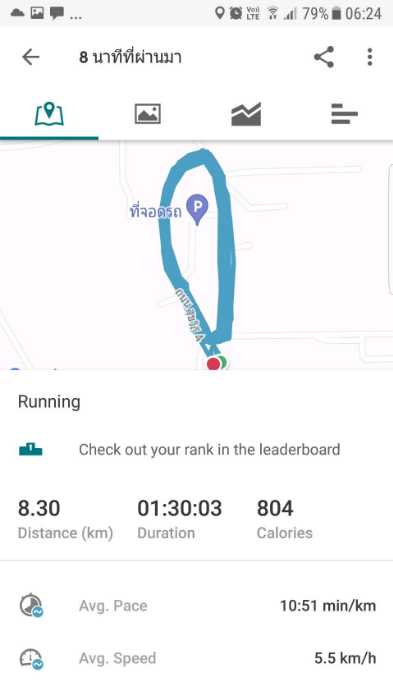 ... VoLTE 79% 06:24
8 นาทีที่ผ่านมา
ที่จอดรถ P
Running
1
Check out your rank in the leaderboard
8.30 01:30:03 804
Distance (km) Duration Calories
Avg. Pace 10:51 min/km
Avg. Speed 5.5 km/h